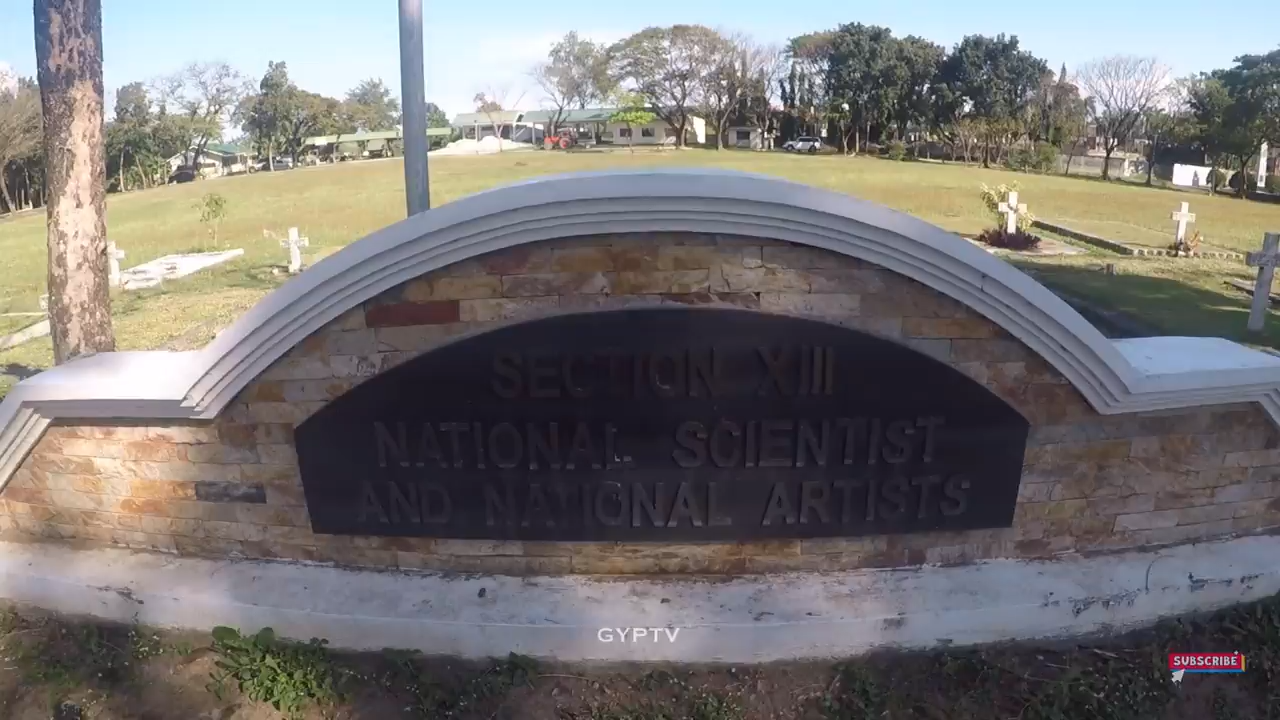 SECTION XIII
NATIONAL SCIENTIST
AND NATIONAL ARTISTS
GYPTV
SUBSCRIBE